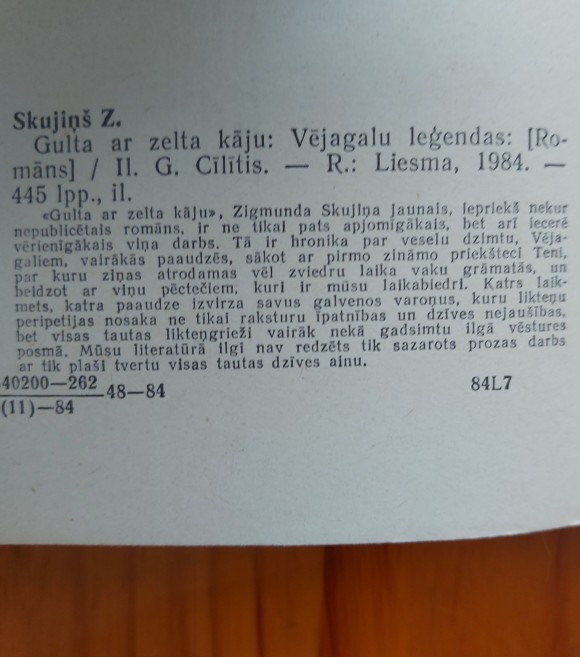 Skujiņš Z.
Gulta ar zelta kāju: Vējagalu leģendas: [Ro-
māns] / Il. G. Cīlītis. — R.: Liesma, 1984. —
445 lpp., il.
«Gulta ar zelta kāju», Zigmunda Skujiņa jaunais, iepriekš nekur
nepublicētais romāns, ir ne tikai pats apjomīgākais, bet arī iecerē
vērienīgākais viņa darbs. Tā ir hronika par veselu dzimtu, Vēja-
galiem, vairākās paaudzēs, sākot ar pirmo zināmo priekšteci Teni,
par kuru ziņas atrodamas vēl zviedru laika vaku grāmatās, un
beidzot ar viņu pēctečiem, kuri ir mūsu laikabiedri. Katrs laik-
mets, katra paaudze izvirza savus galvenos varoņus, kuru likteņu
peripetijas nosaka ne tikai raksturu īpatnības un dzīves nejaušības,
bet visas tautas likteņgrieži vairāk nekā gadsimtu ilgā vēstures
posmā. Mūsu literatūrā ilgi nav redzēts tik sazarots prozas darbs
ar tik plaši tvertu visas tautas dzīves ainu.
40200—262
(11)—84 48—84 84L7